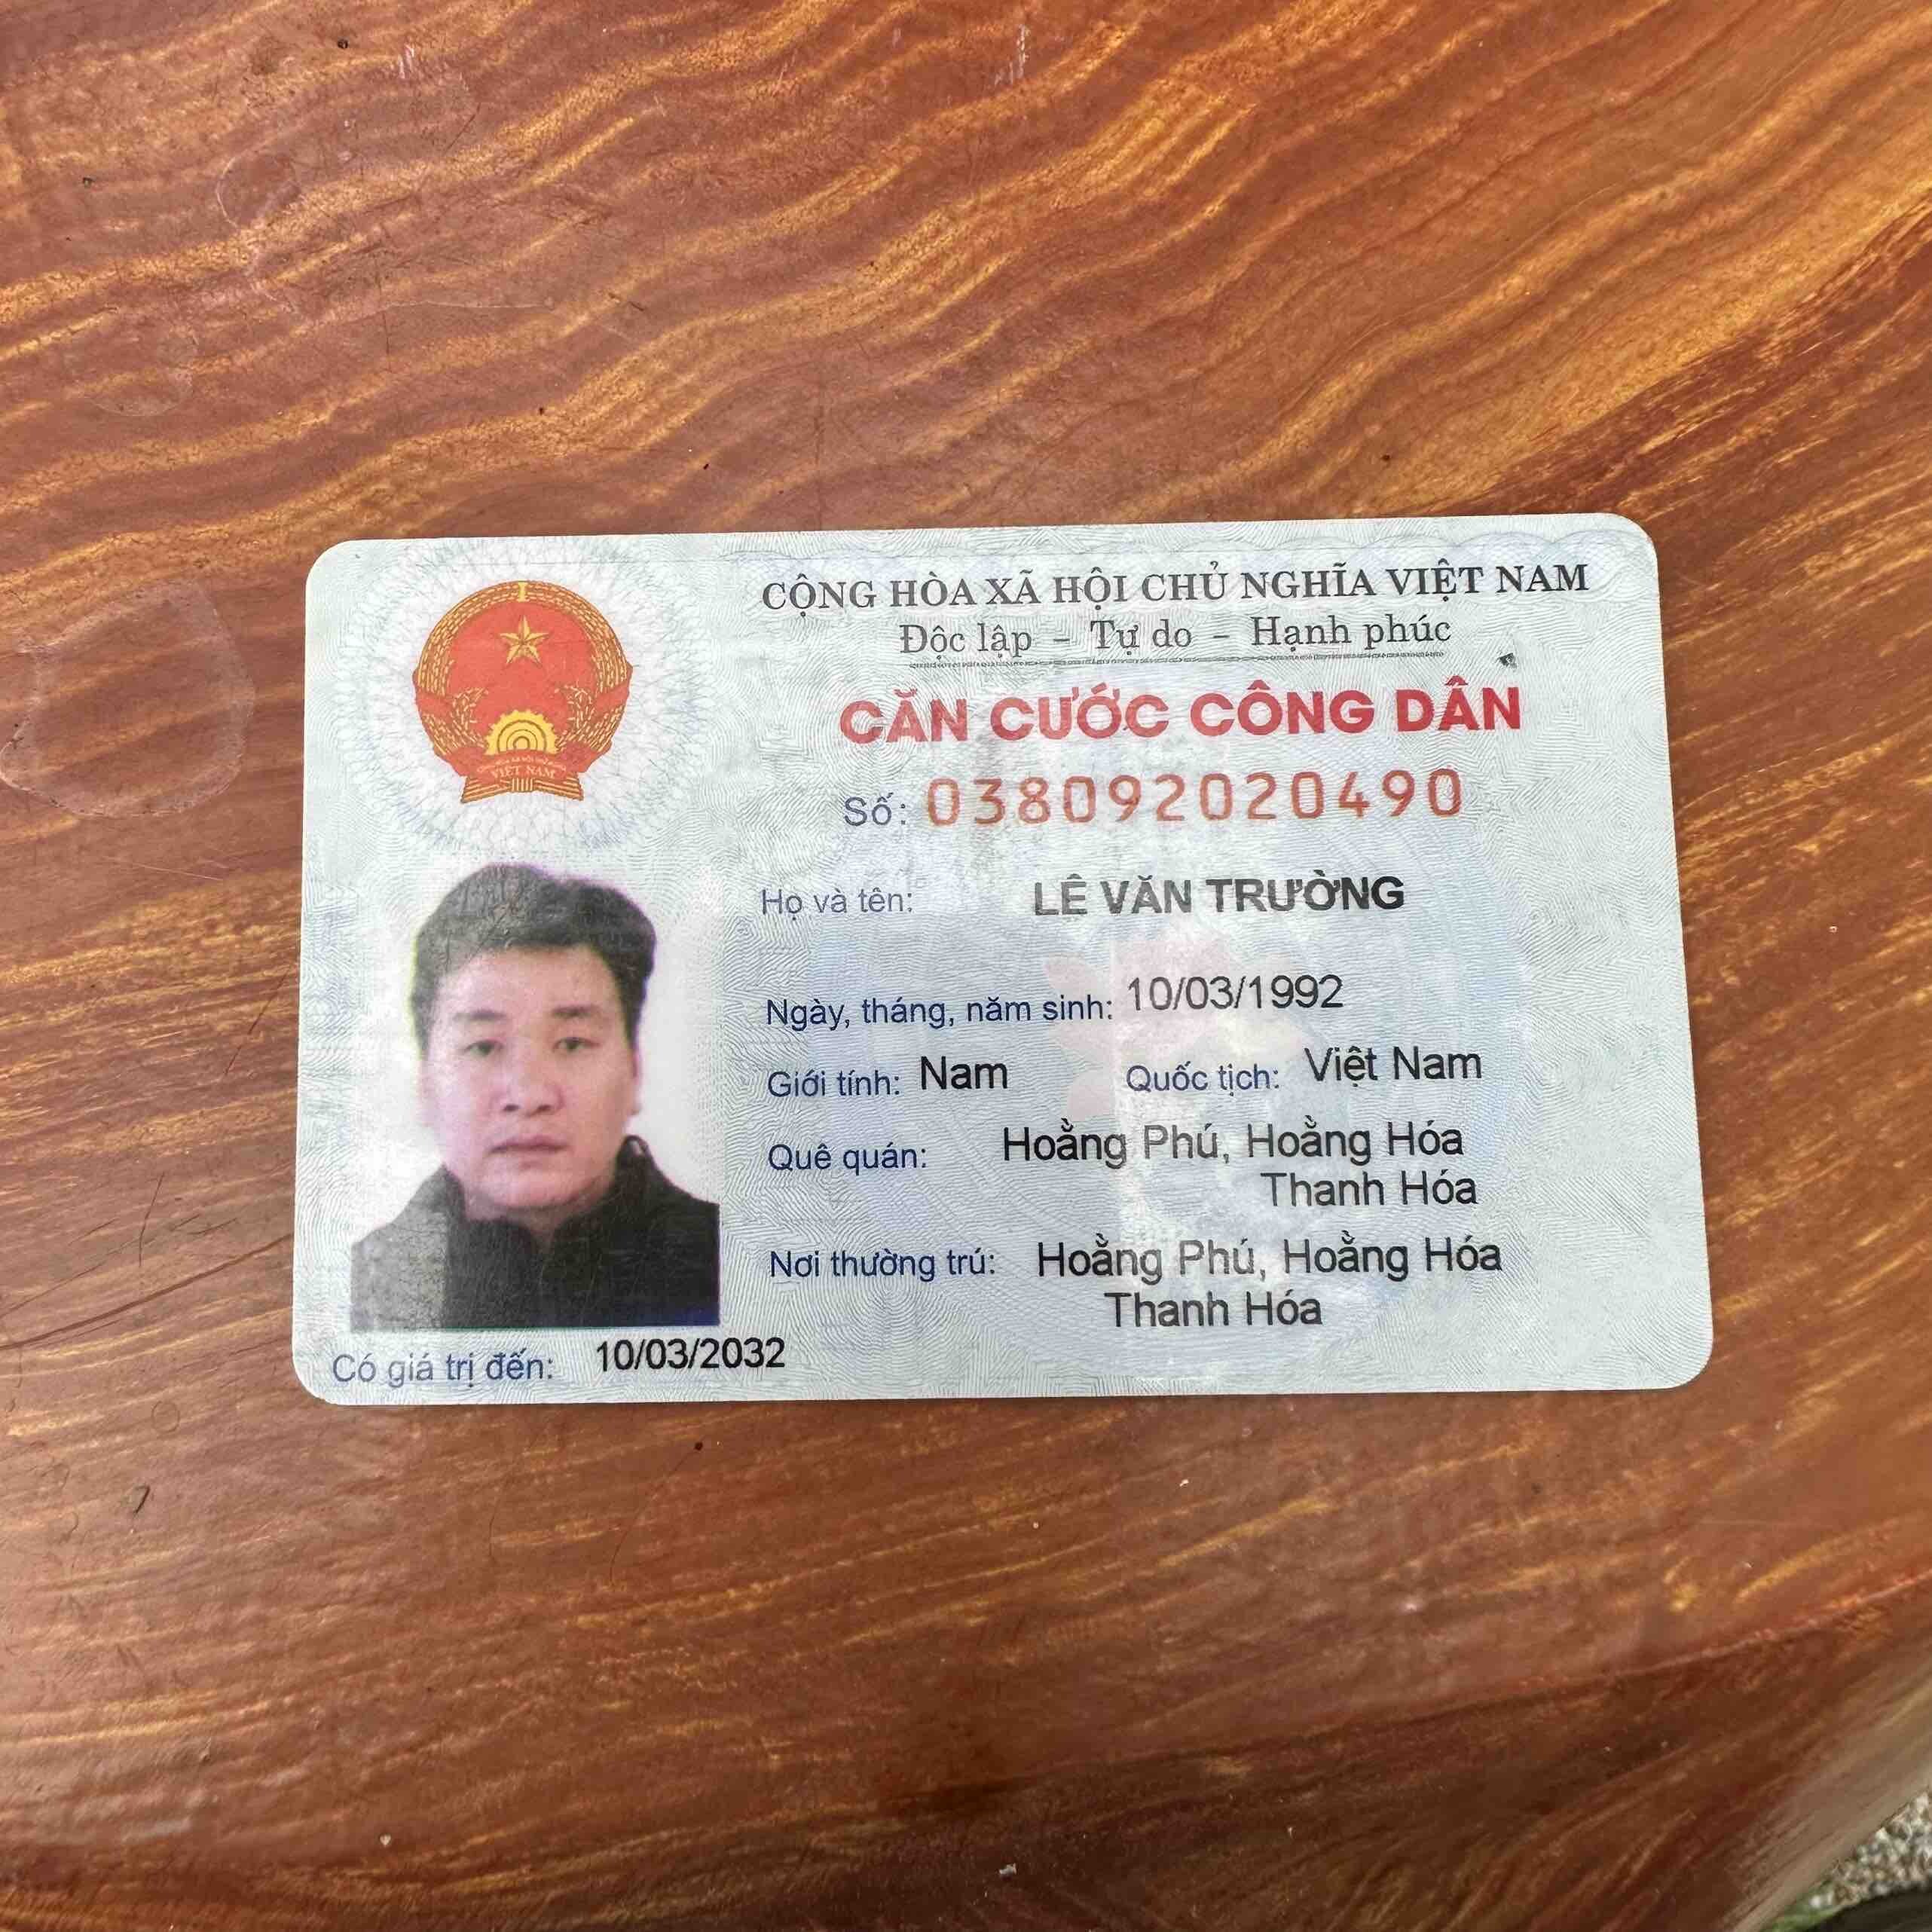 CỘNG HÒA XÃ HỘI CHỦ NGHĨA VIỆT NAM
Độc lập – Tự do – Hạnh phúc
CĂN CƯỚC CÔNG DÂN
Số: 038092020490
Họ và tên: LÊ VĂN TRƯỜNG
Ngày, tháng, năm sinh: 10/03/1992
Giới tính: Nam Quốc tịch: Việt Nam
Quê quán: Hoằng Phú, Hoằng Hóa
Thanh Hóa
Nơi thường trú: Hoằng Phú, Hoằng Hóa
Thanh Hóa
Có giá trị đến: 10/03/2032
VIỆT NAM